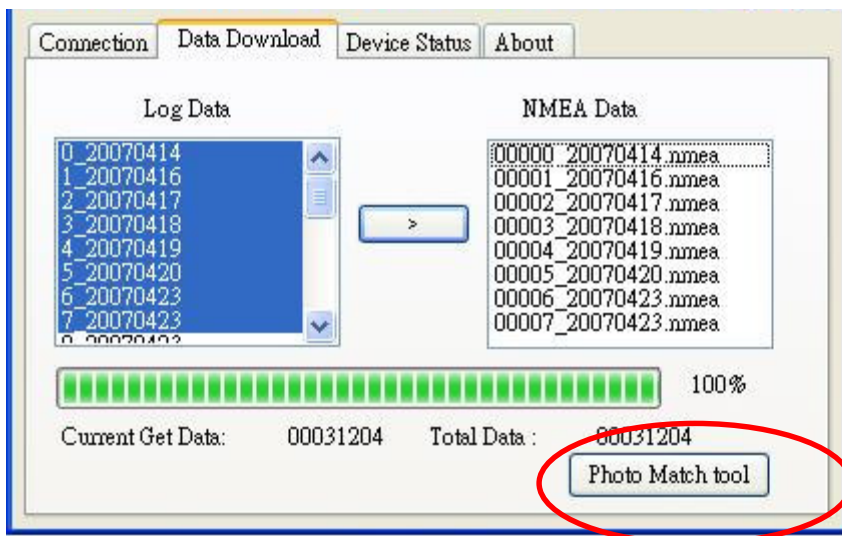 Connection Data Download Device Status About
Log Data NMEA Data
0_20070414
1_20070416
2_20070417
3_20070418
4_20070419
5_20070420
6_20070423
7_20070423
>
00000_20070414.nmea
00001_20070416.nmea
00002_20070417.nmea
00003_20070418.nmea
00004_20070419.nmea
00005_20070420.nmea
00006_20070423.nmea
00007_20070423.nmea
100%
Current Get Data: 00031204 Total Data : 00031204
Photo Match tool